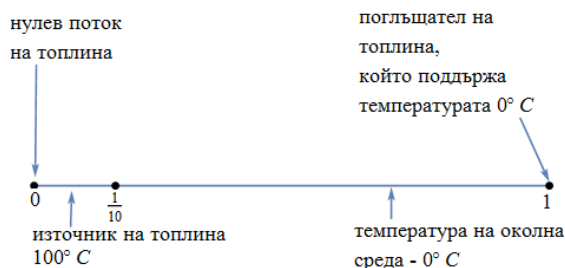 нулев поток
на топлина
поглъщател на
топлина,
който поддържа
температурата 0° C
0
1/10
1
източник на топлина
100° C
температура на околна
среда - 0° C